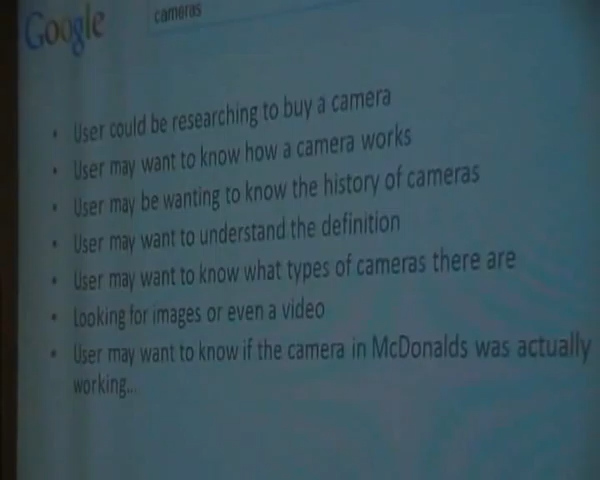 Google
cameras
• User could be researching to buy a camera
• User may want to know how a camera works
• User may be wanting to know the history of cameras
• User may want to understand the definition
• User may want to know what types of cameras there are
• Looking for images or even a video
• User may want to know if the camera in McDonalds was actually
working...